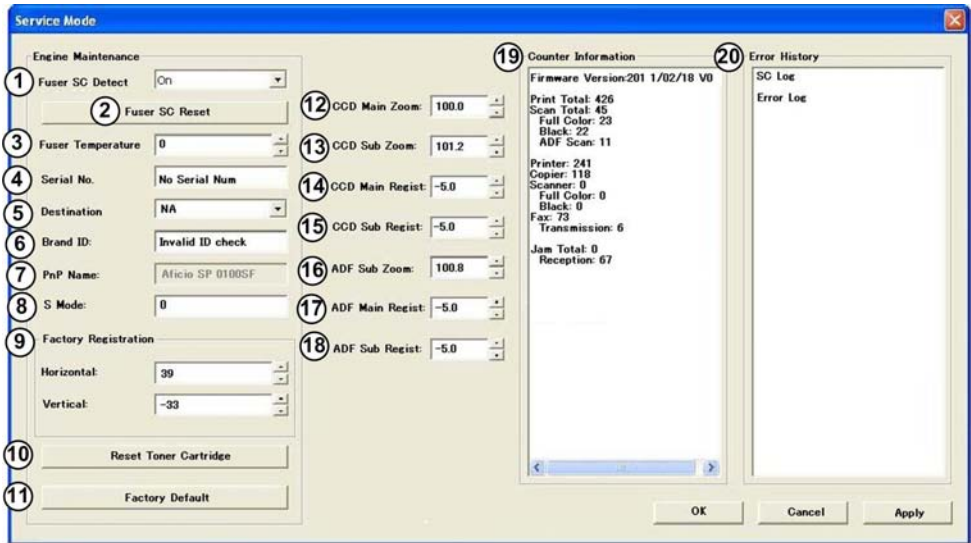 Service Mode
Engine Maintenance
1 Fuser SC Detect On
2 Fuser SC Reset
3 Fuser Temperature 0
4 Serial No. No Serial Num
5 Destination NA
6 Brand ID: Invalid ID check
7 PnP Name: Aficio SP 0100SF
8 S Mode: 0
9 Factory Registration
Horizontal: 39
Vertical: -33
10 Reset Toner Cartridge
11 Factory Default
12 CCD Main Zoom: 100.0
13 CCD Sub Zoom: 101.2
14 CCD Main Regist: -5.0
15 CCD Sub Regist: -5.0
16 ADF Sub Zoom: 100.8
17 ADF Main Regist: -5.0
18 ADF Sub Regist: -5.0
19 Counter Information
Firmware Version:201 1/02/18 V0
Print Total: 426
Scan Total: 45
Full Color: 23
Black: 22
ADF Scan: 11
Printer: 241
Copier: 118
Scanner: 0
Full Color: 0
Black: 0
Fax: 73
Transmission: 6
Jam Total: 0
Reception: 67
20 Error History
SC Log
Error Log
OK Cancel Apply